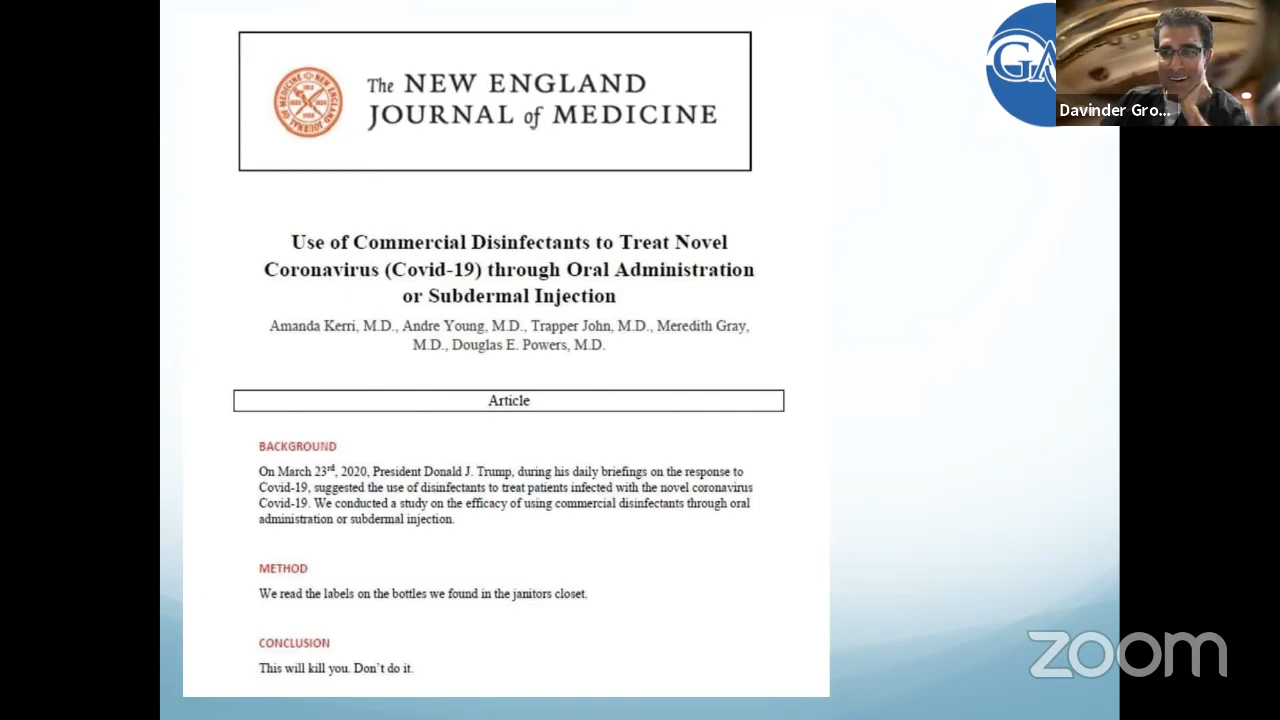 The NEW ENGLAND
JOURNAL of MEDICINE
Use of Commercial Disinfectants to Treat Novel
Coronavirus (Covid-19) through Oral Administration
or Subdermal Injection
Amanda Kerri, M.D., Andre Young, M.D., Trapper John, M.D., Meredith Gray,
M.D., Douglas E. Powers, M.D.
Article
BACKGROUND
On March 23rd, 2020, President Donald J. Trump, during his daily briefings on the response to
Covid-19, suggested the use of disinfectants to treat patients infected with the novel coronavirus
Covid-19. We conducted a study on the efficacy of using commercial disinfectants through oral
administration or subdermal injection.
METHOD
We read the labels on the bottles we found in the janitors closet.
CONCLUSION
This will kill you. Don't do it.
GA
Davinder Gro...
zoom